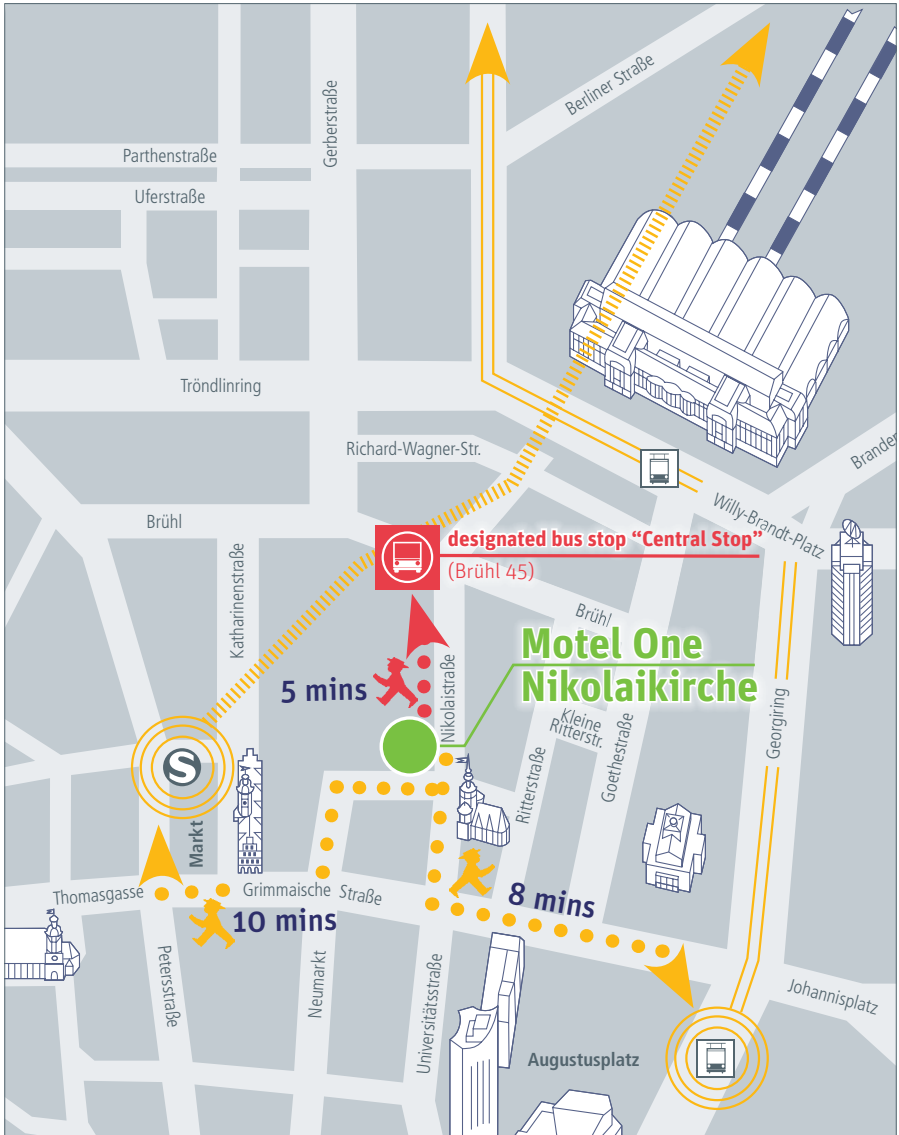 Berliner Straße
Gerberstraße
Parthenstraße
Uferstraße
Tröndlinring
Richard-Wagner-Str.
Willy-Brandt-Platz
Brühl
designated bus stop “Central Stop”
(Brühl 45)
Katharinenstraße
Brühl
Motel One
Nikolaikirche
5 mins
Nikolaistraße
Kleine
Ritterstr.
Goethestraße
Georgiring
Ritterstraße
S
Markt
Thomasgasse
Grimmaische Straße
10 mins
8 mins
Petersstraße
Neumarkt
Universitätsstraße
Augustusplatz
Johannisplatz
Brander